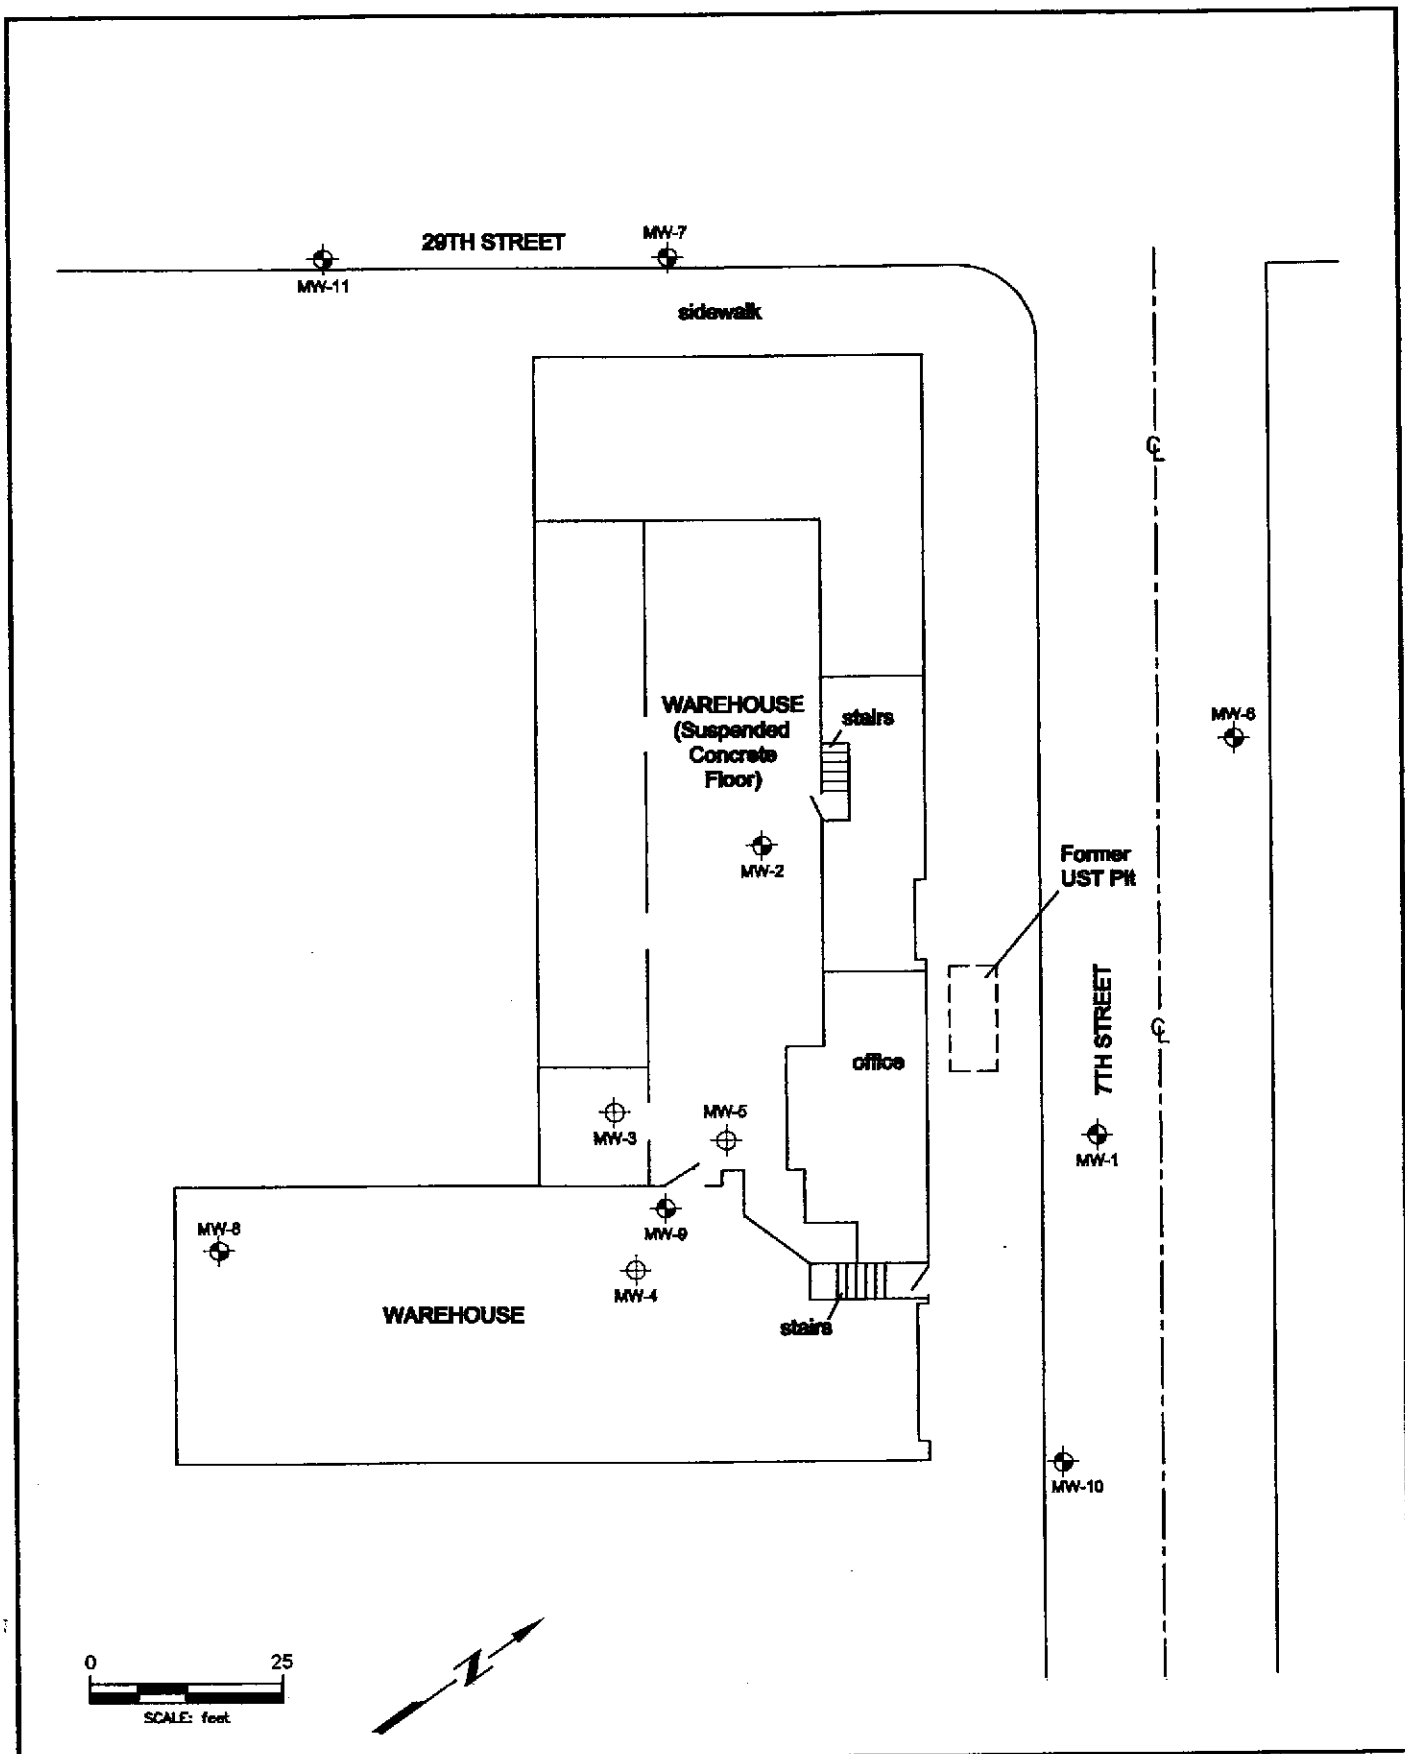 29TH STREET
MW-7
MW-11
sidewalk
℄
WAREHOUSE
(Suspended
Concrete
Floor)
stairs
MW-6
MW-2
Former
UST Pit
7TH STREET
℄
office
MW-5
MW-3
MW-1
MW-9
MW-8
MW-4
WAREHOUSE
stairs
MW-10
N
0 25
SCALE: feet